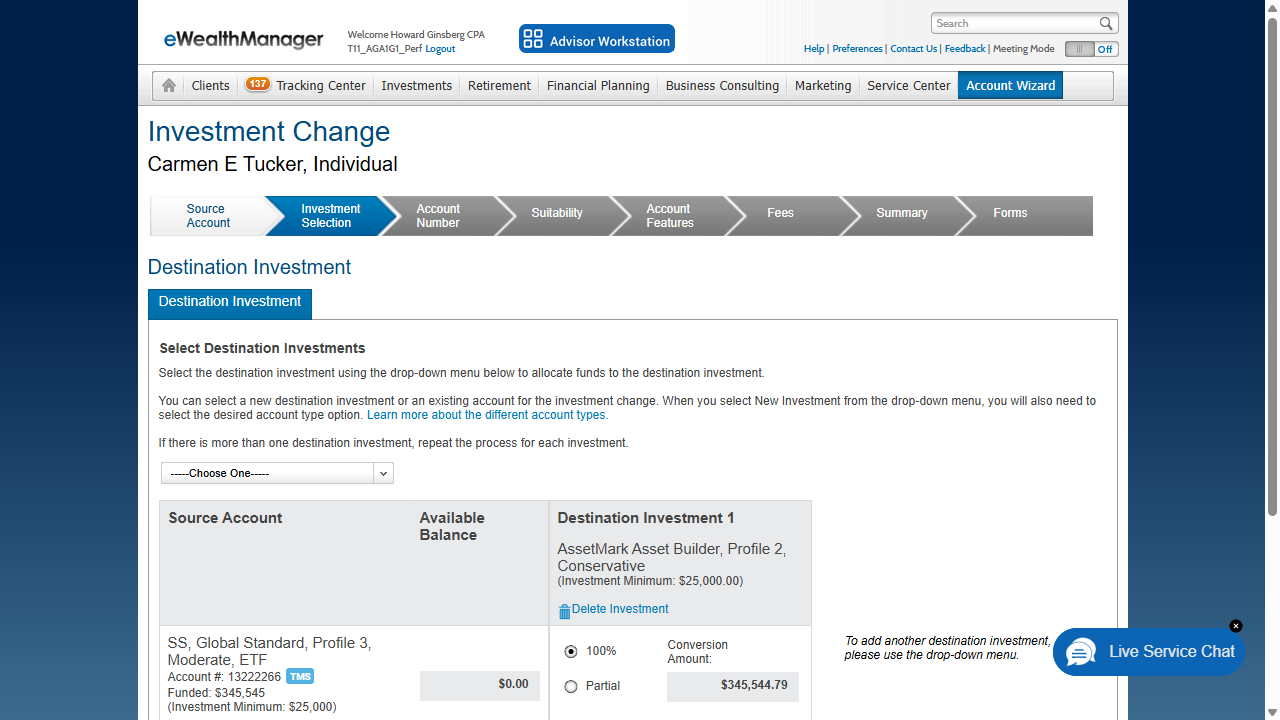 eWealthManager
Welcome Howard Ginsberg CPA
T11_AGA1G1_Perf Logout
Advisor Workstation
Search
Help | Preferences | Contact Us | Feedback | Meeting Mode
Off
Clients
137 Tracking Center
Investments
Retirement
Financial Planning
Business Consulting
Marketing
Service Center
Account Wizard
Investment Change
Carmen E Tucker, Individual
Source
Account
Investment
Selection
Account
Number
Suitability
Account
Features
Fees
Summary
Forms
Destination Investment
Destination Investment
Select Destination Investments
Select the destination investment using the drop-down menu below to allocate funds to the destination investment.
You can select a new destination investment or an existing account for the investment change. When you select New Investment from the drop-down menu, you will also need to
select the desired account type option. Learn more about the different account types.
If there is more than one destination investment, repeat the process for each investment.
-----Choose One-----
Source Account
Available
Balance
Destination Investment 1
AssetMark Asset Builder, Profile 2,
Conservative
(Investment Minimum: $25,000.00)
Delete Investment
SS, Global Standard, Profile 3,
Moderate, ETF
Account #: 13222266 TMS
Funded: $345,545
(Investment Minimum: $25,000)
$0.00
100%
Partial
Conversion
Amount:
$345,544.79
To add another destination investment,
please use the drop-down menu.
Live Service Chat